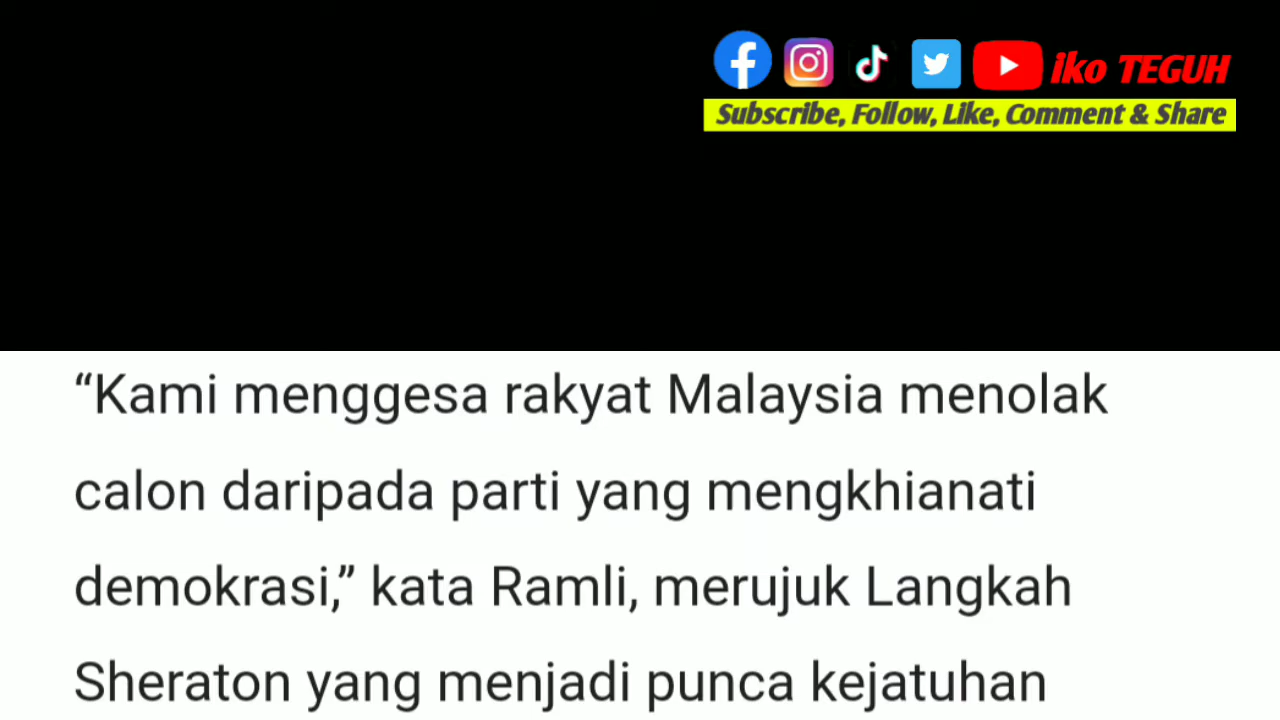 iko TEGUH
Subscribe, Follow, Like, Comment & Share
“Kami menggesa rakyat Malaysia menolak
calon daripada parti yang mengkhianati
demokrasi,” kata Ramli, merujuk Langkah
Sheraton yang menjadi punca kejatuhan